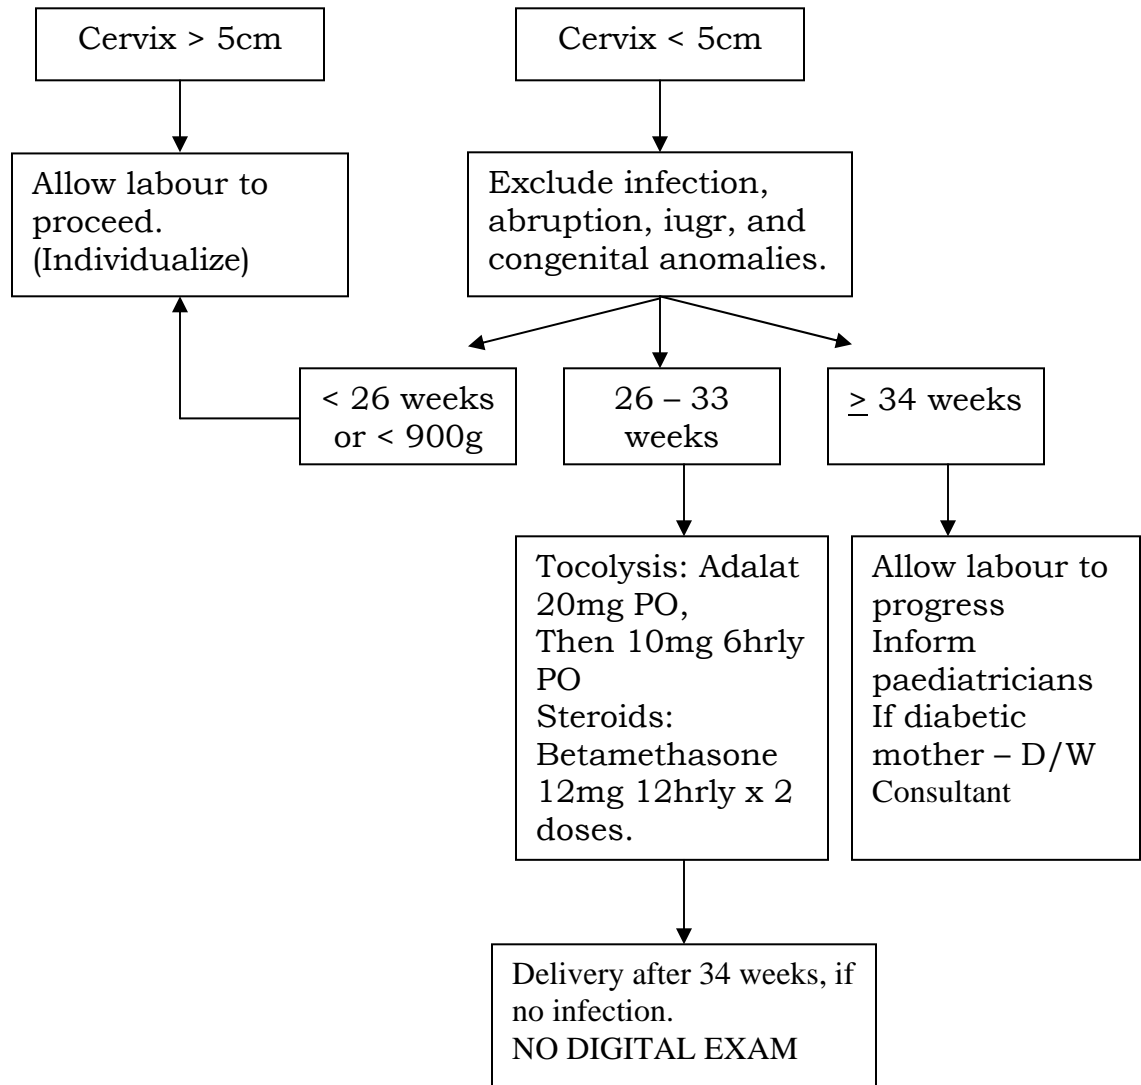 Cervix > 5cm
Cervix < 5cm
Allow labour to
proceed.
(Individualize)
Exclude infection,
abruption, iugr, and
congenital anomalies.
< 26 weeks
or < 900g
26 – 33
weeks
≥ 34 weeks
Tocolysis: Adalat
20mg PO,
Then 10mg 6hrly
PO
Steroids:
Betamethasone
12mg 12hrly x 2
doses.
Allow labour to
progress
Inform
paediatricians
If diabetic
mother – D/W
Consultant
Delivery after 34 weeks, if
no infection.
NO DIGITAL EXAM